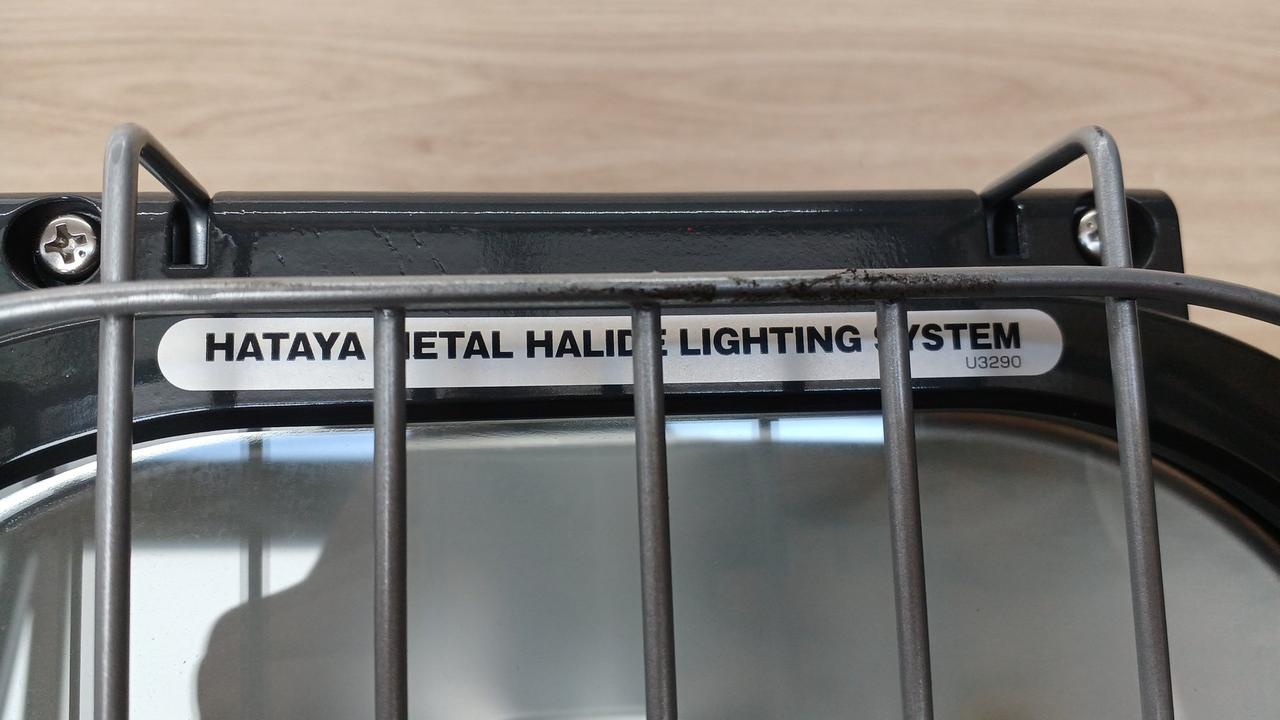 HATAYA METAL HALIDE LIGHTING SYSTEM
U3290